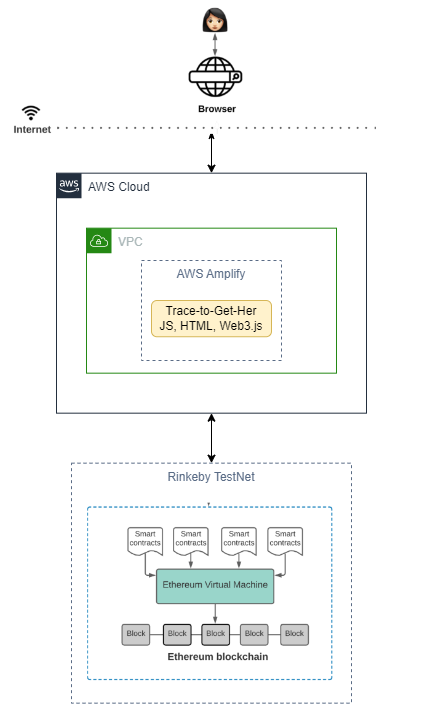 Browser
Internet
aws
AWS Cloud
VPC
AWS Amplify
Trace-to-Get-Her
JS, HTML, Web3.js
Rinkeby TestNet
Smart
contracts
Smart
contracts
Smart
contracts
Smart
contracts
Ethereum Virtual Machine
Block
Block
Block
Block
Block
Ethereum blockchain